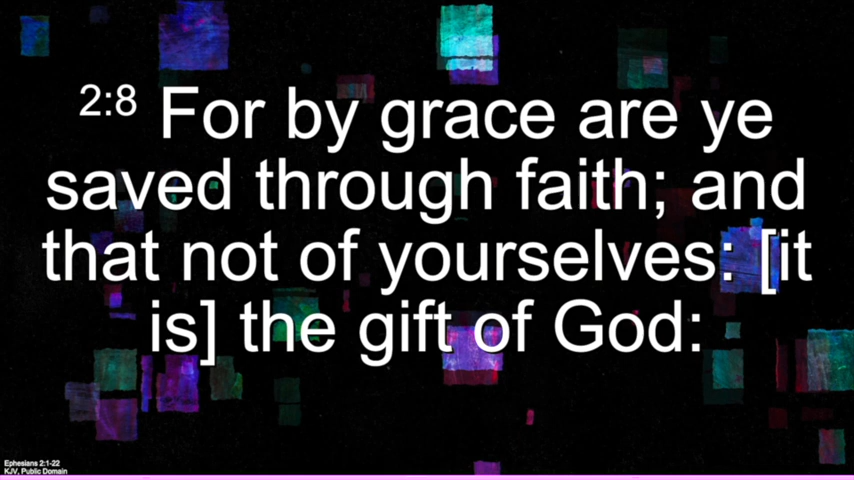 2:8 For by grace are ye
saved through faith; and
that not of yourselves: [it
is] the gift of God:
Ephesians 2:1-22
KJV, Public Domain